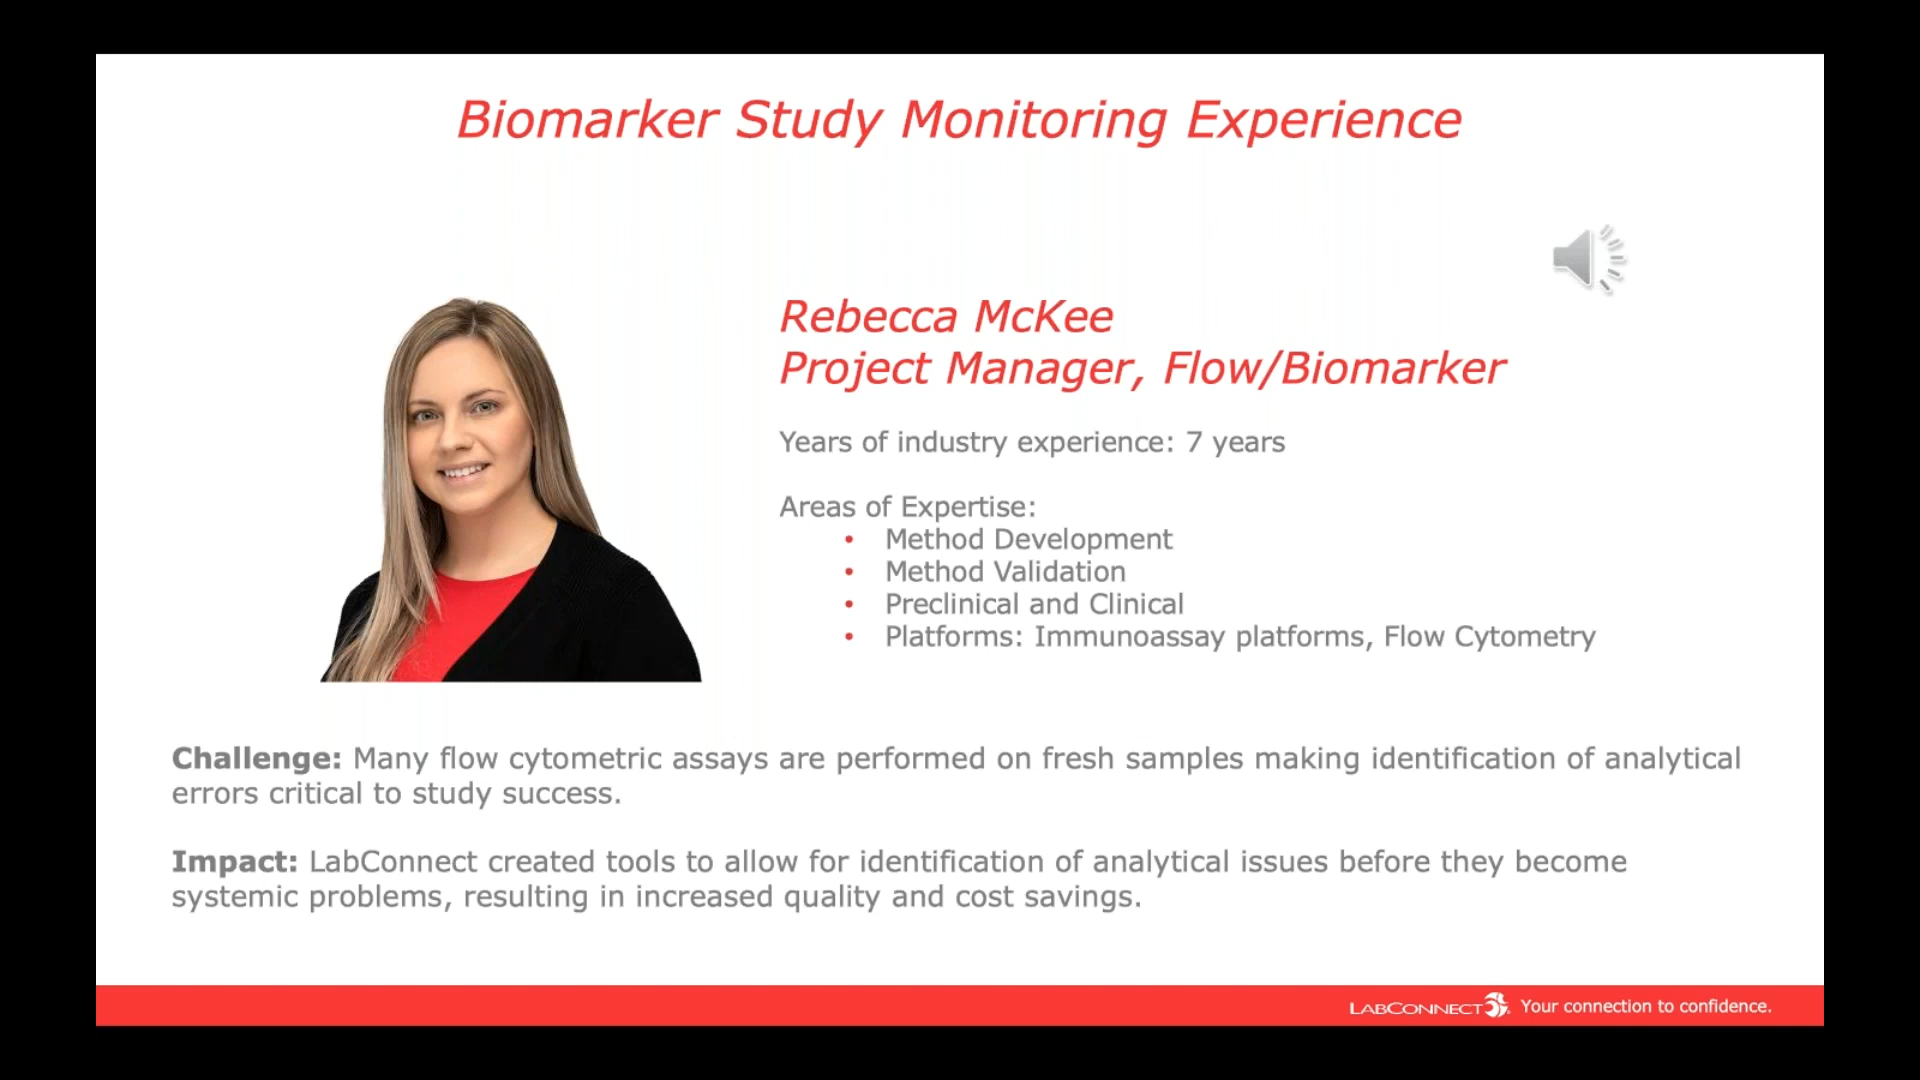 Biomarker Study Monitoring Experience
Rebecca McKee
Project Manager, Flow/Biomarker
Years of industry experience: 7 years
Areas of Expertise:
• Method Development
• Method Validation
• Preclinical and Clinical
• Platforms: Immunoassay platforms, Flow Cytometry
Challenge: Many flow cytometric assays are performed on fresh samples making identification of analytical
errors critical to study success.
Impact: LabConnect created tools to allow for identification of analytical issues before they become
systemic problems, resulting in increased quality and cost savings.
LABCONNECT Your connection to confidence.